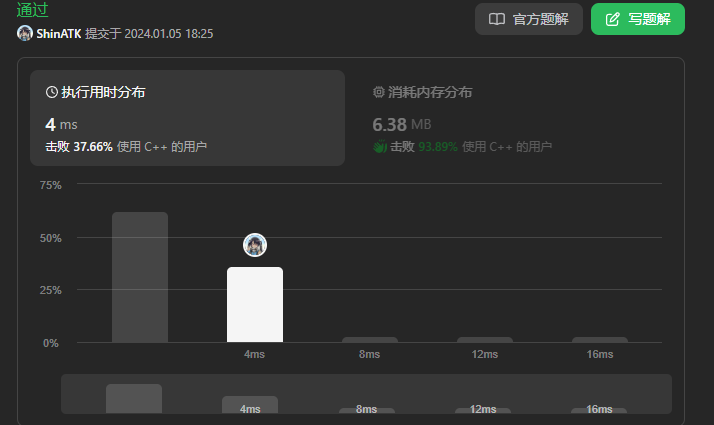 通过
ShinATK 提交于 2024.01.05 18:25
官方题解
写题解
执行用时分布
4 ms
击败 37.66% 使用 C++ 的用户
消耗内存分布
6.38 MB
击败 93.89% 使用 C++ 的用户
75%
50%
25%
0%
4ms 8ms 12ms 16ms
4ms 8ms 12ms 16ms